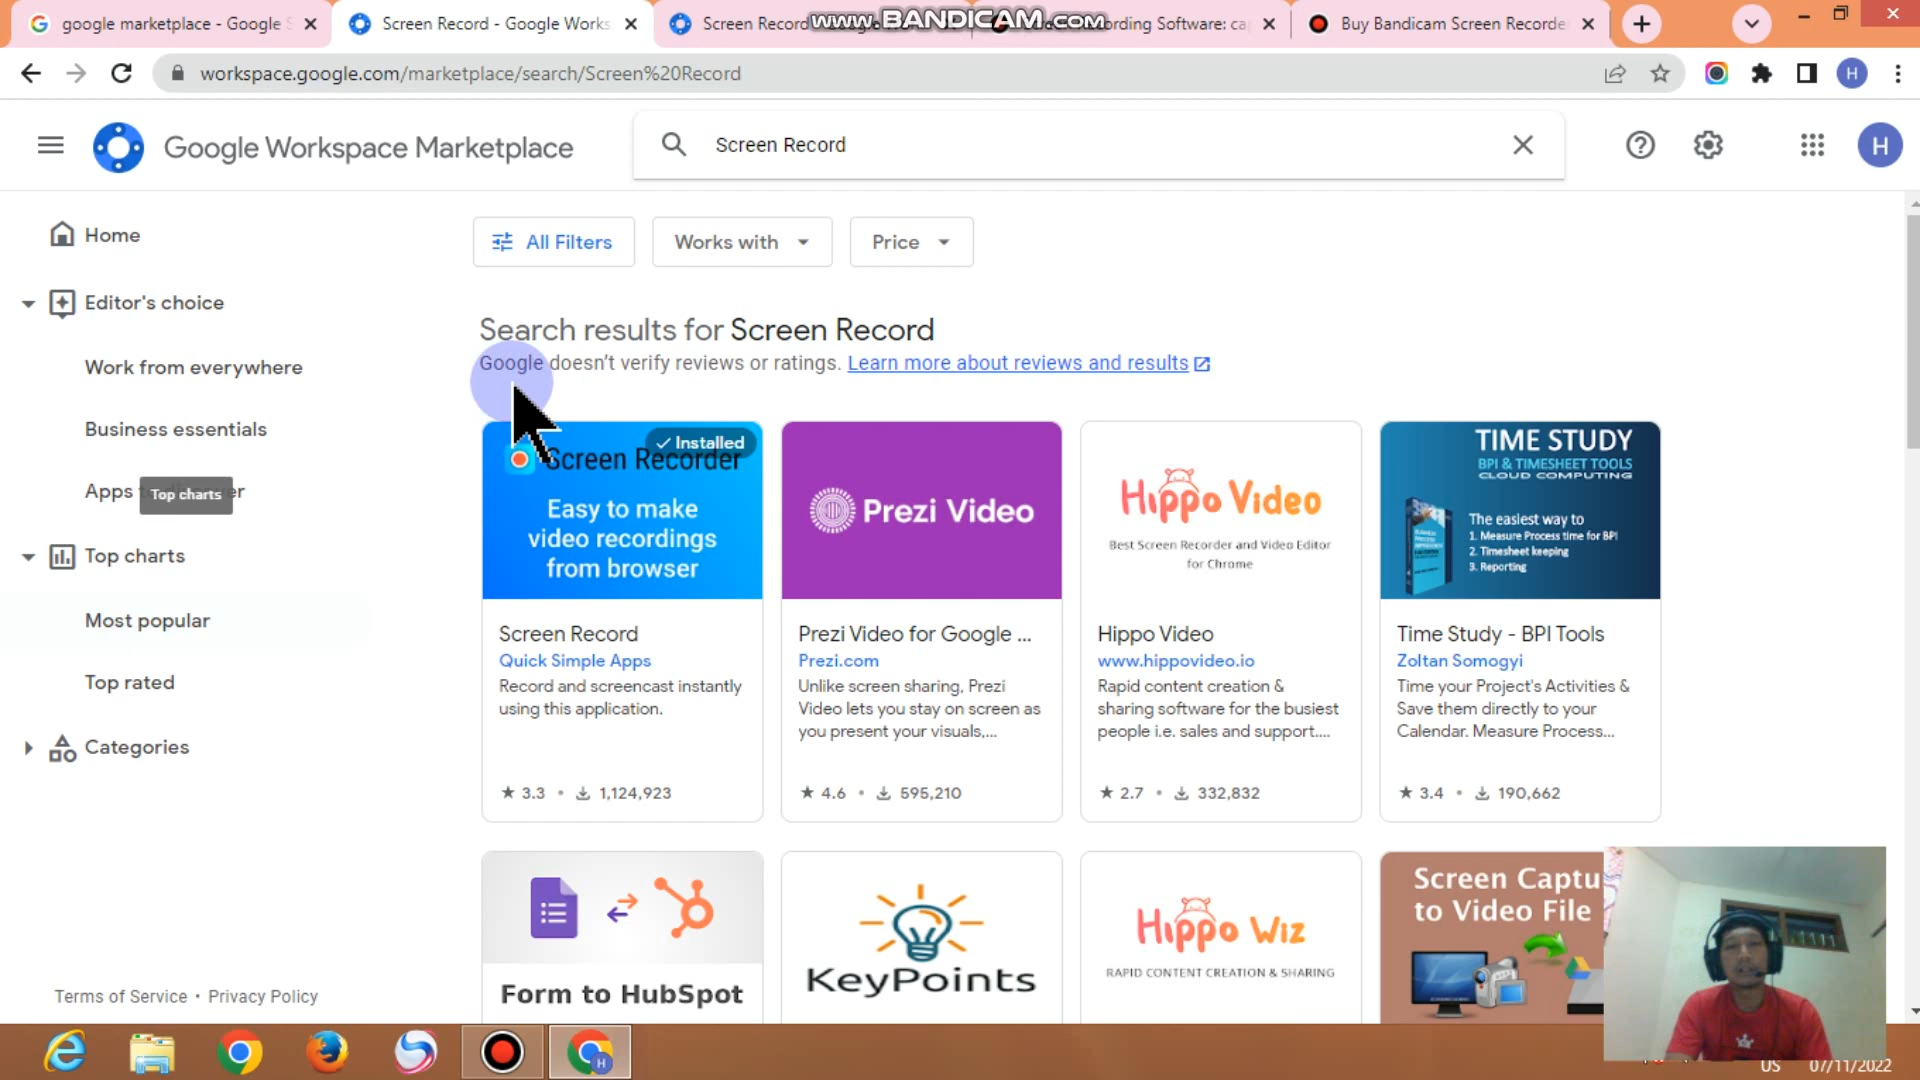 google marketplace - Google S
Screen Record - Google Works
Screen Record
WWW.BANDICAM.COM
ording Software: ca
Buy Bandicam Screen Recorde
workspace.google.com/marketplace/search/Screen%20Record
H
Google Workspace Marketplace
Screen Record
H
Home
Editor's choice
Work from everywhere
Business essentials
Apps
er
Top charts
Top charts
Most popular
Top rated
Categories
Terms of Service • Privacy Policy
All Filters
Works with
Price
Search results for Screen Record
Google doesn't verify reviews or ratings. Learn more about reviews and results
Installed
Screen Recorder
Easy to make
video recordings
from browser
Screen Record
Quick Simple Apps
Record and screencast instantly
using this application.
3.3 • 1,124,923
Prezi Video
Prezi Video for Google ...
Prezi.com
Unlike screen sharing, Prezi
Video lets you stay on screen as
you present your visuals,...
4.6 • 595,210
Hippo Video
Best Screen Recorder and Video Editor
for Chrome
Hippo Video
www.hippovideo.io
Rapid content creation &
sharing software for the busiest
people i.e. sales and support....
2.7 • 332,832
TIME STUDY
BPI & TIMESHEET TOOLS
CLOUD COMPUTING
The easiest way to
1. Measure Process time for BPI
2. Timesheet keeping
3. Reporting
Time Study - BPI Tools
Zoltan Somogyi
Time your Project's Activities &
Save them directly to your
Calendar. Measure Process...
3.4 • 190,662
Form to HubSpot
KeyPoints
Hippo Wiz
RAPID CONTENT CREATION & SHARING
Screen Captu
to Video File
H
US
07/11/2022